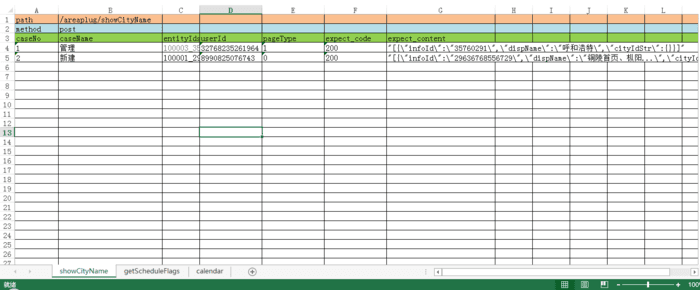 A B C D E F G H I J K L
1 path /areaplug/showCityName
2 method post
3 caseNo caseName entityIds userId pageType expect_code expect_content
4 1 管理 100003_35 32768235261964 1 200 "[{\"infoId\":\"35760291\",\"dispName\":\"呼和浩特\",\"cityIdStr\":{}}]"
5 2 新建 100001_29 8990825076743 0 200 "[{\"infoId\":\"29636768556729\",\"dispName\":\"铜陵首页、枞阳...\",\"cityId
6
7
8
9
10
11
12
13
14
15
16
17
18
19
20
21
22
23
24
25
26
27
showCityName getScheduleFlags calendar
就绪
100